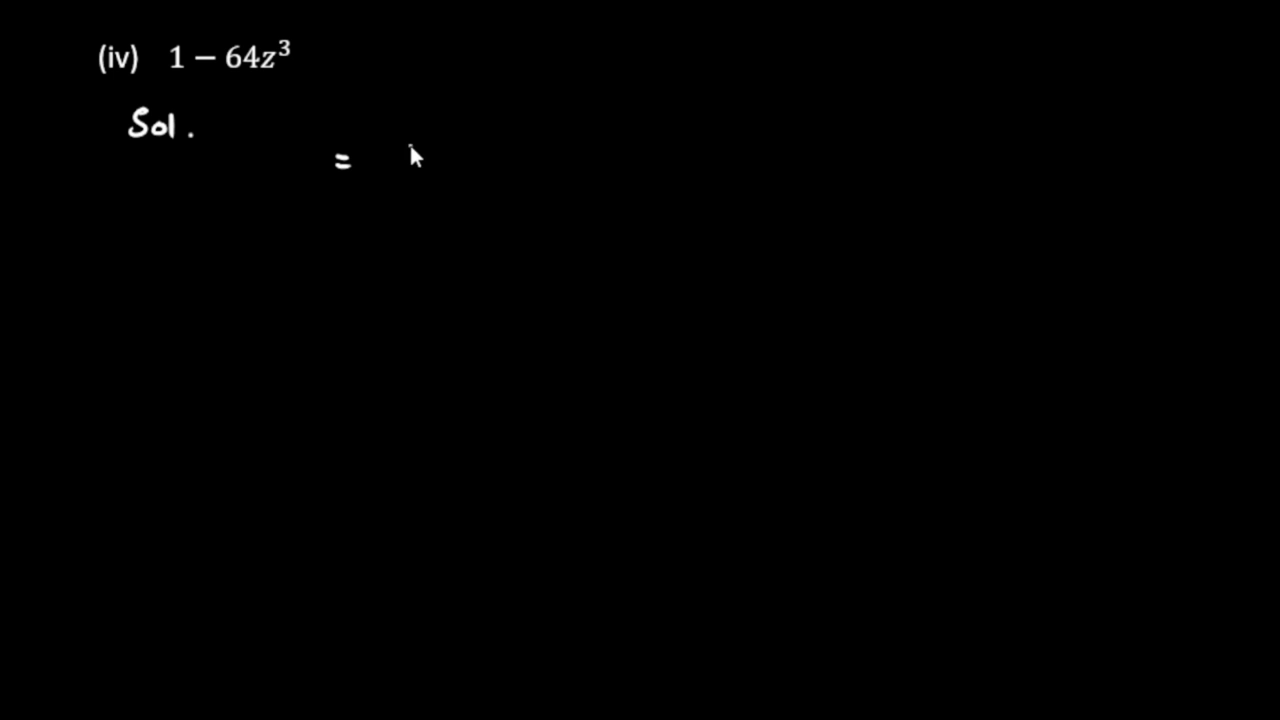 (iv) 1 − 64z³
Sol.
=